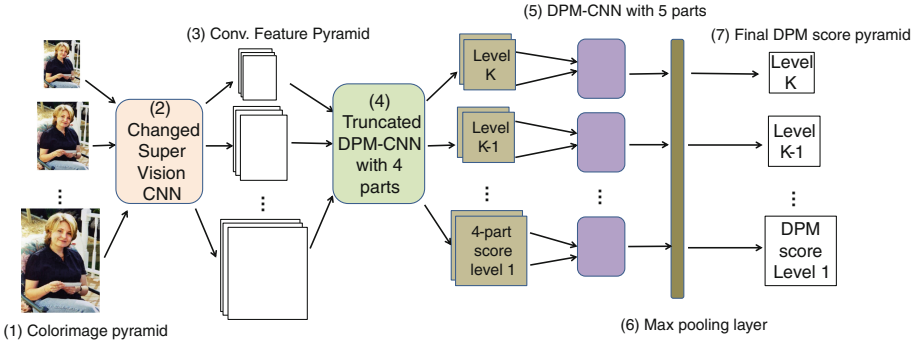 (5) DPM-CNN with 5 parts
(3) Conv. Feature Pyramid
(7) Final DPM score pyramid
(2)
Changed
Super
Vision
CNN
(4)
Truncated
DPM-CNN
with 4
parts
Level
K
Level
K-1
4-part
score
level 1
Level
K
Level
K-1
DPM
score
Level 1
(1) Colorimage pyramid
(6) Max pooling layer